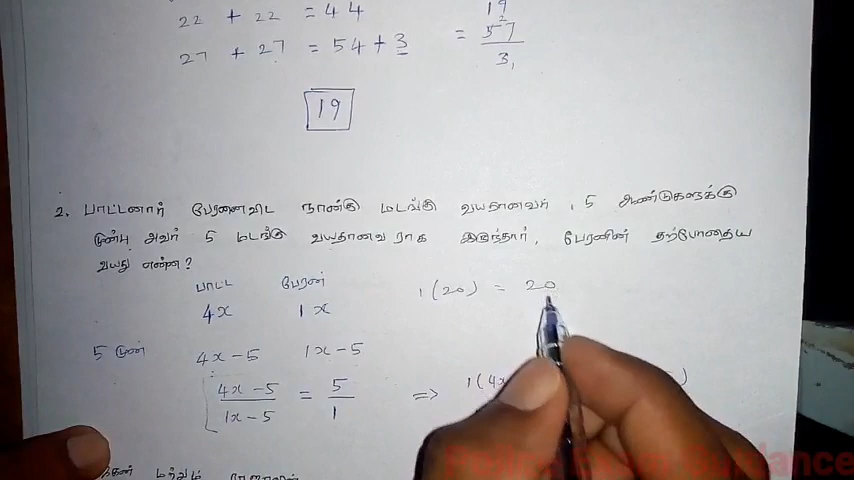 22 + 22 = 44
19
27 + 27 = 54 + 3 = 57
3
19
2. பாட்டனார் பேரனைவிட நான்கு மடங்கு வயதானவர். 5 ஆண்டுகளுக்கு
முன்பு அவர் 5 மடங்கு வயதானவராக இருந்தார், பேரனின் தற்போதைய
வயது என்ன?
பாட்ட பேரன்
1(20) = 20
4x 1x
5 முன் 4x-5 1x-5
4x-5 / 1x-5 = 5 / 1 => 1(4x
மற்றும்